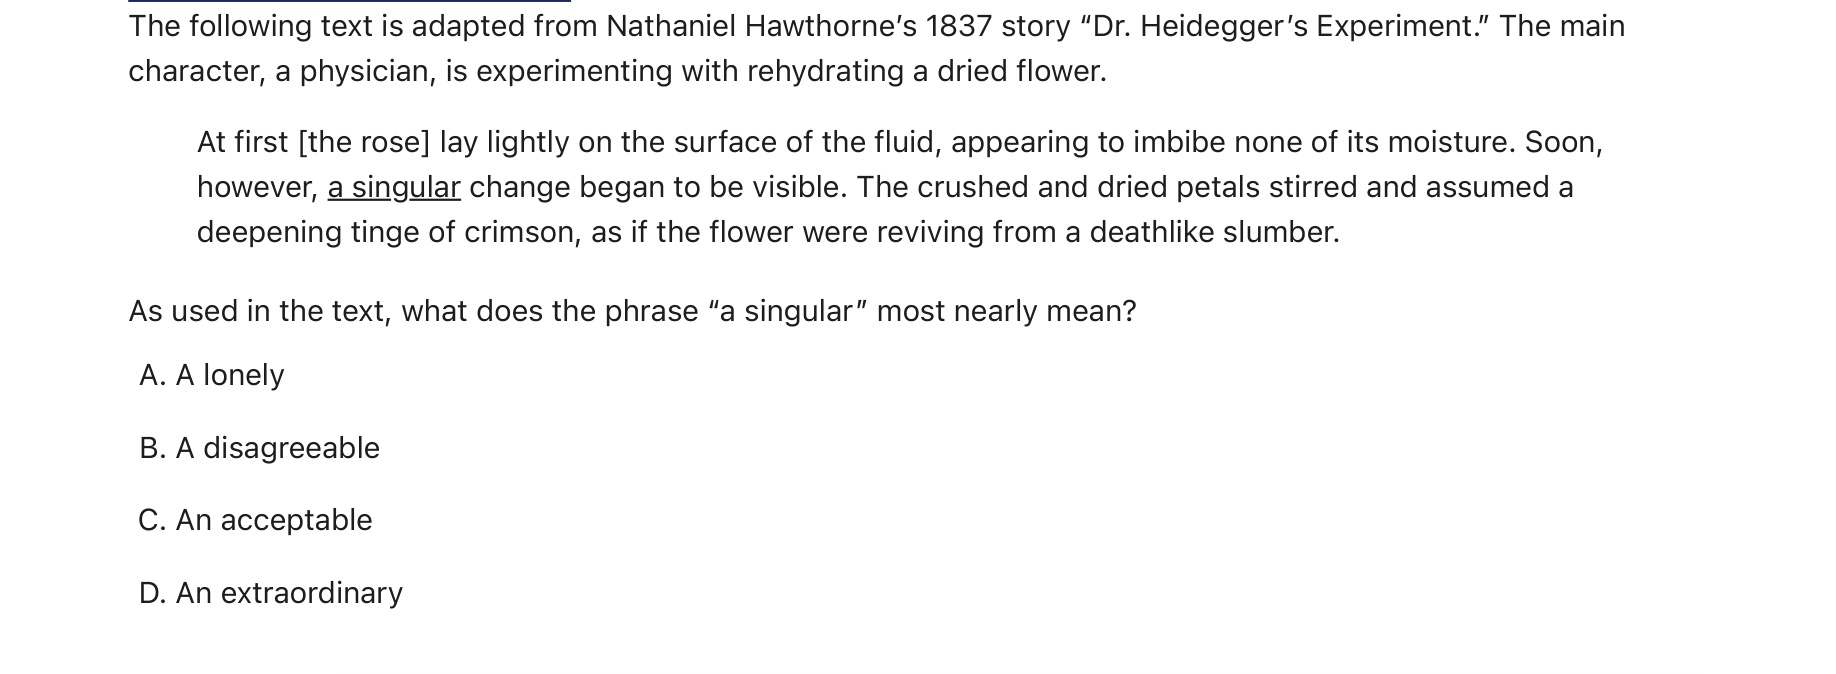 The following text is adapted from Nathaniel Hawthorne’s 1837 story “Dr. Heidegger’s Experiment.” The main
character, a physician, is experimenting with rehydrating a dried flower.
At first [the rose] lay lightly on the surface of the fluid, appearing to imbibe none of its moisture. Soon,
however, a singular change began to be visible. The crushed and dried petals stirred and assumed a
deepening tinge of crimson, as if the flower were reviving from a deathlike slumber.
As used in the text, what does the phrase “a singular” most nearly mean?
A. A lonely
B. A disagreeable
C. An acceptable
D. An extraordinary